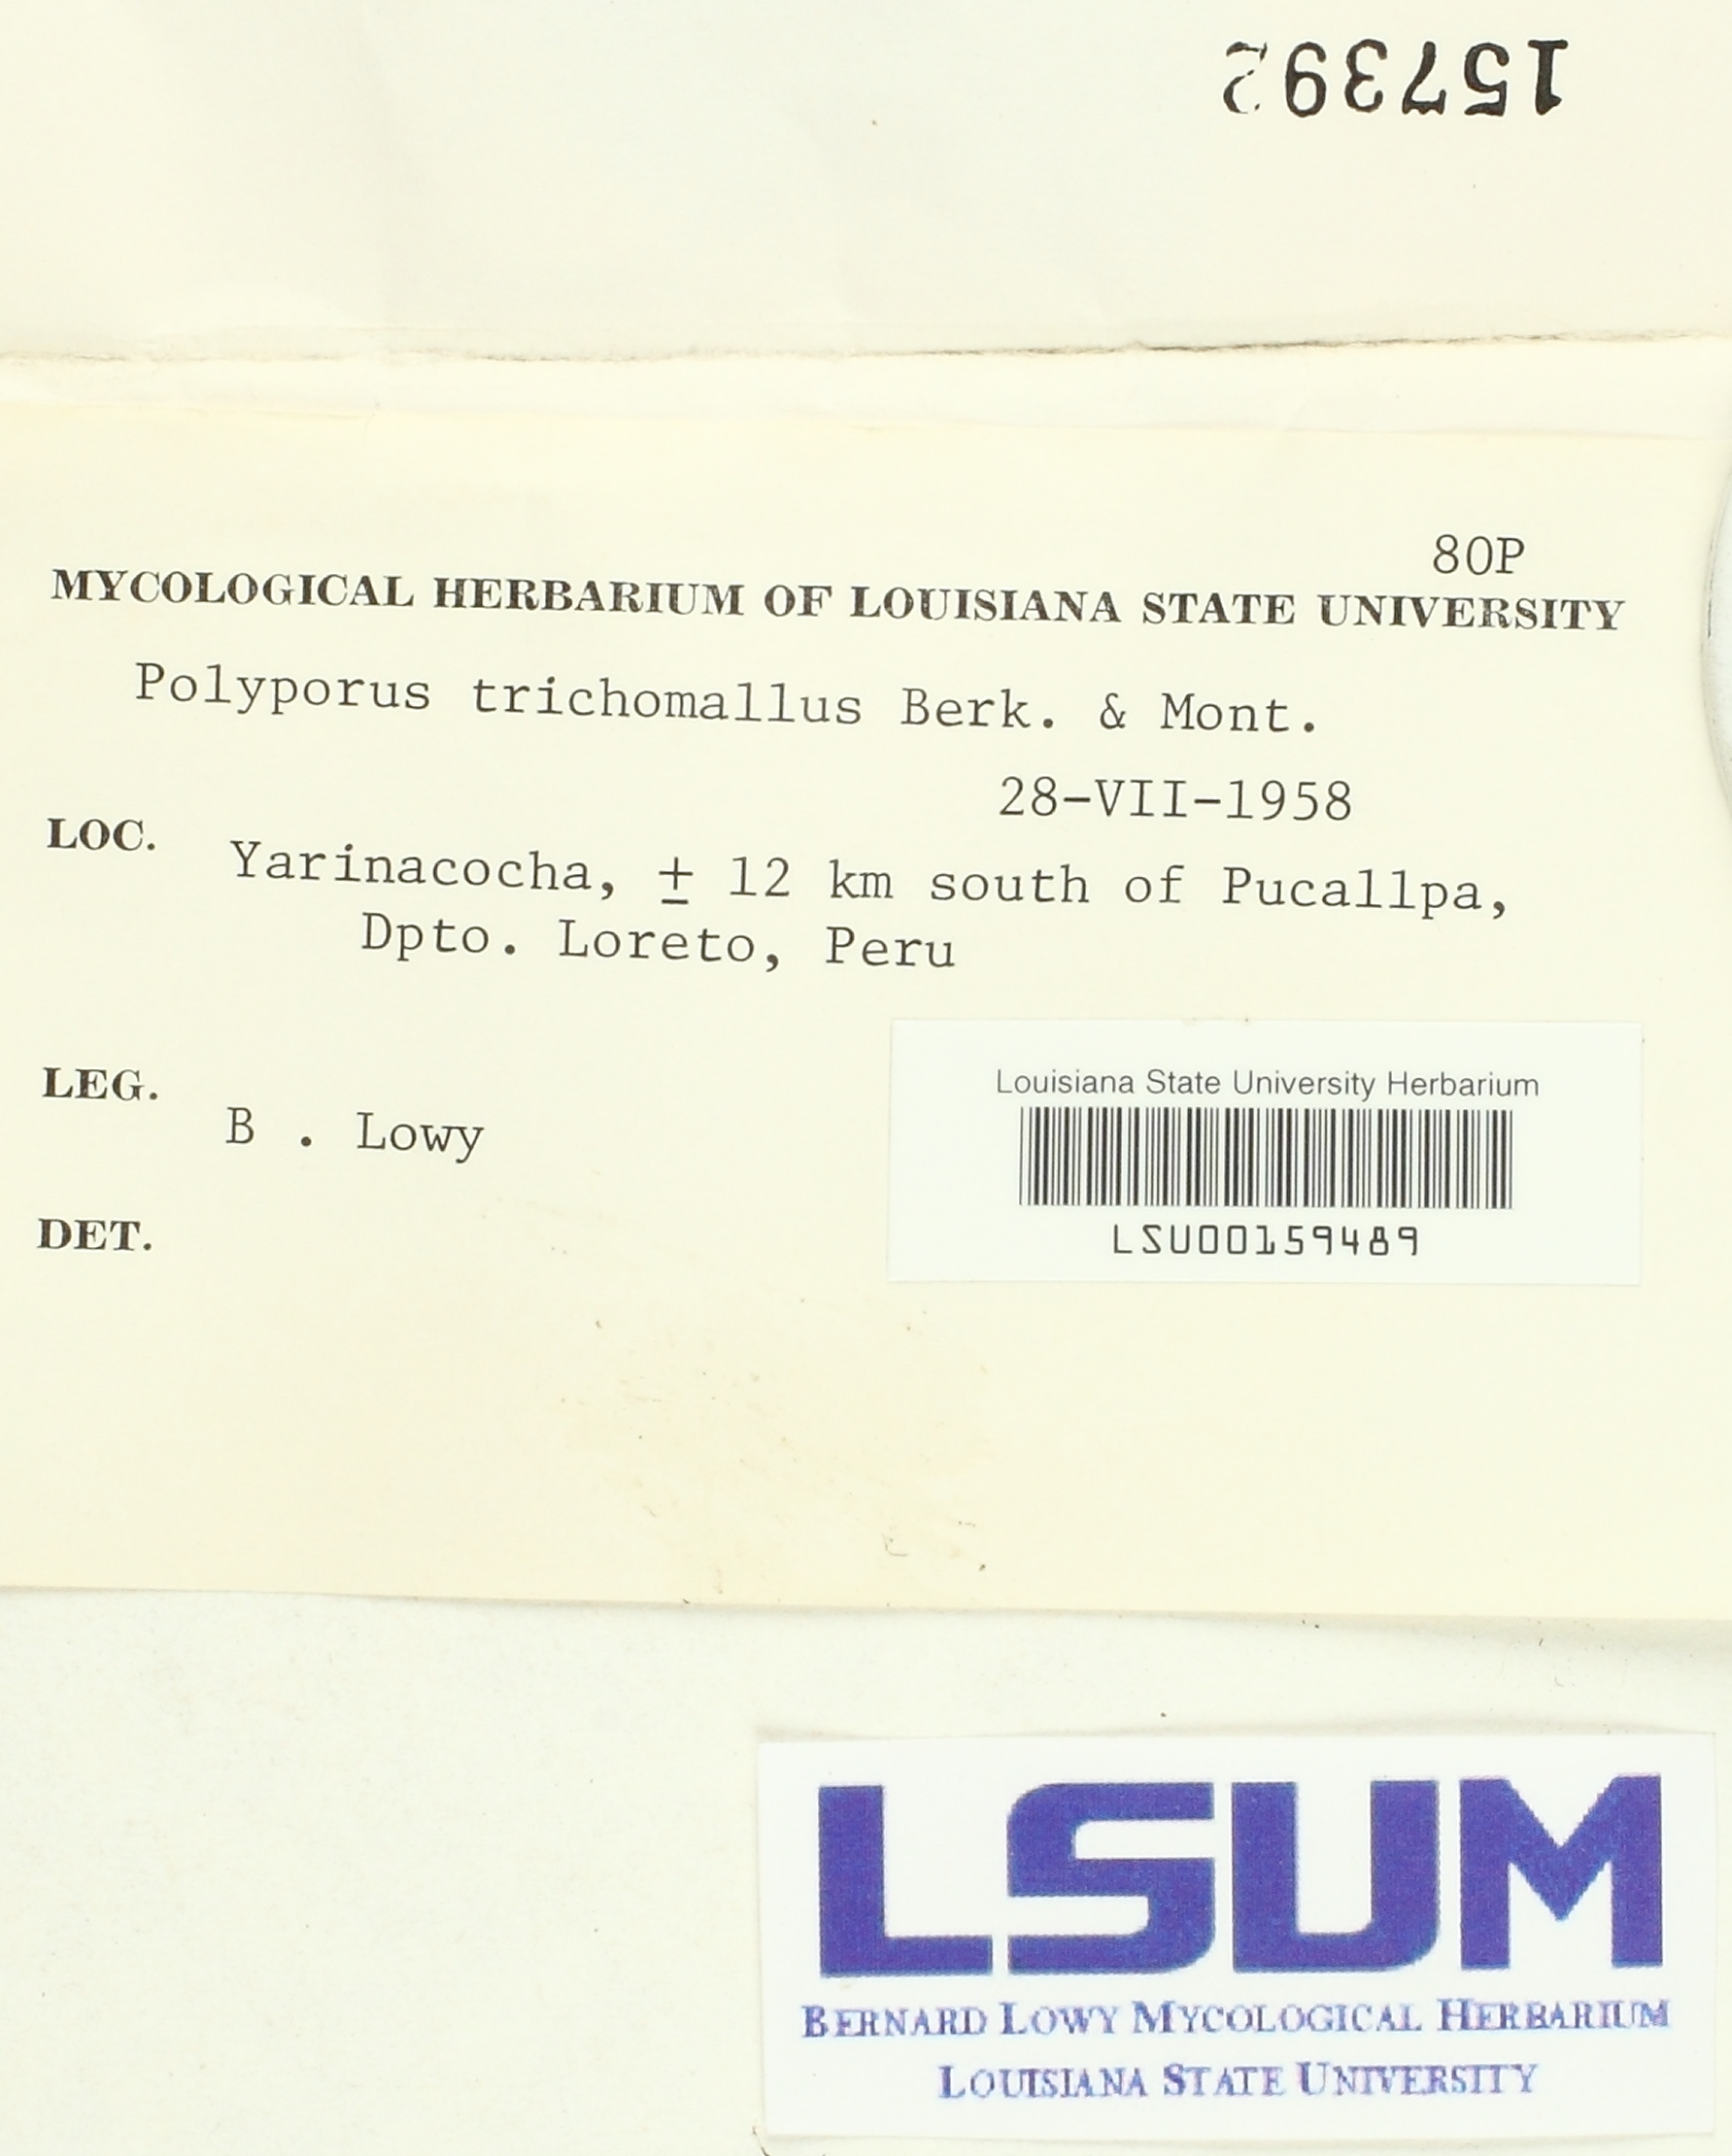 157392
80P
MYCOLOGICAL HERBARIUM OF LOUISIANA STATE UNIVERSITY
Polyporus trichomallus Berk. & Mont.
28-VII-1958
LOC. Yarinacocha, ± 12 km south of Pucallpa,
Dpto. Loreto, Peru
LEG. B . Lowy
DET.
Louisiana State University Herbarium
LSU00159489
LSUM
BERNARD LOWY MYCOLOGICAL HERBARIUM
LOUISIANA STATE UNIVERSITY